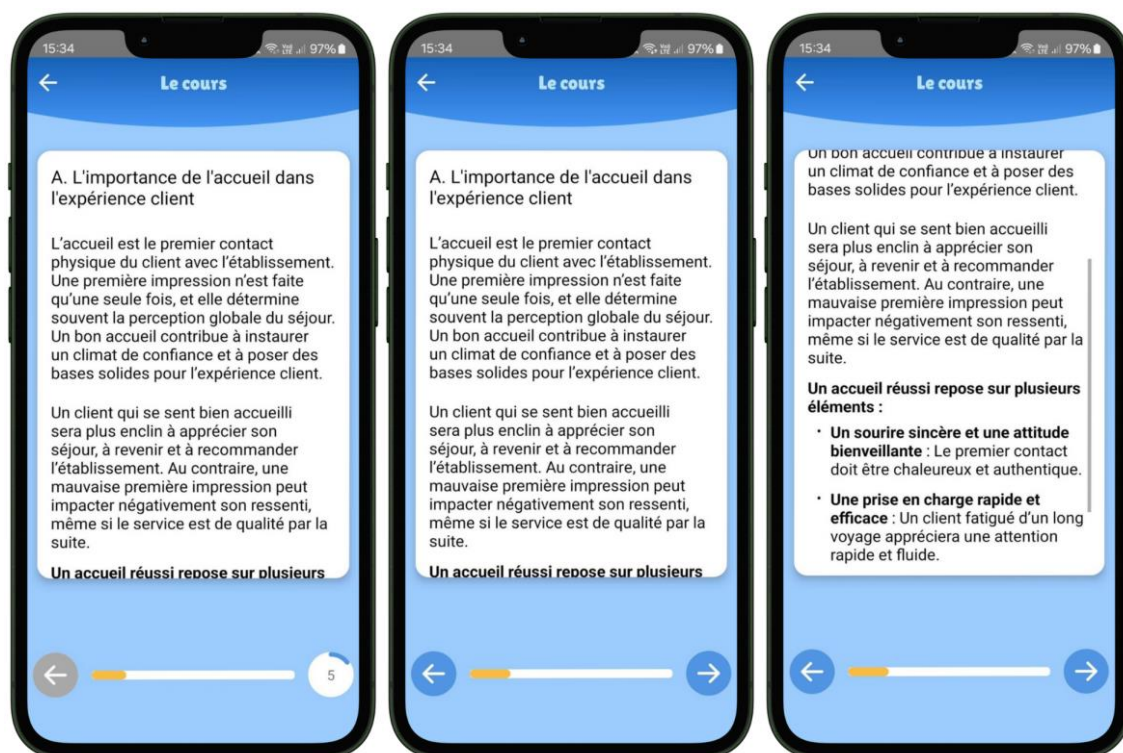 15:34
97%
Le cours
A. L'importance de l'accueil dans
l'expérience client
L’accueil est le premier contact
physique du client avec l’établissement.
Une première impression n’est faite
qu’une seule fois, et elle détermine
souvent la perception globale du séjour.
Un bon accueil contribue à instaurer
un climat de confiance et à poser des
bases solides pour l’expérience client.
Un client qui se sent bien accueilli
sera plus enclin à apprécier son
séjour, à revenir et à recommander
l’établissement. Au contraire, une
mauvaise première impression peut
impacter négativement son ressenti,
même si le service est de qualité par la
suite.
Un accueil réussi repose sur plusieurs
5
15:34
97%
Le cours
A. L'importance de l'accueil dans
l'expérience client
L’accueil est le premier contact
physique du client avec l’établissement.
Une première impression n’est faite
qu’une seule fois, et elle détermine
souvent la perception globale du séjour.
Un bon accueil contribue à instaurer
un climat de confiance et à poser des
bases solides pour l’expérience client.
Un client qui se sent bien accueilli
sera plus enclin à apprécier son
séjour, à revenir et à recommander
l’établissement. Au contraire, une
mauvaise première impression peut
impacter négativement son ressenti,
même si le service est de qualité par la
suite.
Un accueil réussi repose sur plusieurs
15:34
97%
Le cours
Un bon accueil contribue à instaurer
un climat de confiance et à poser des
bases solides pour l’expérience client.
Un client qui se sent bien accueilli
sera plus enclin à apprécier son
séjour, à revenir et à recommander
l’établissement. Au contraire, une
mauvaise première impression peut
impacter négativement son ressenti,
même si le service est de qualité par la
suite.
Un accueil réussi repose sur plusieurs
éléments :
· Un sourire sincère et une attitude
bienveillante : Le premier contact
doit être chaleureux et authentique.
· Une prise en charge rapide et
efficace : Un client fatigué d’un long
voyage appréciera une attention
rapide et fluide.